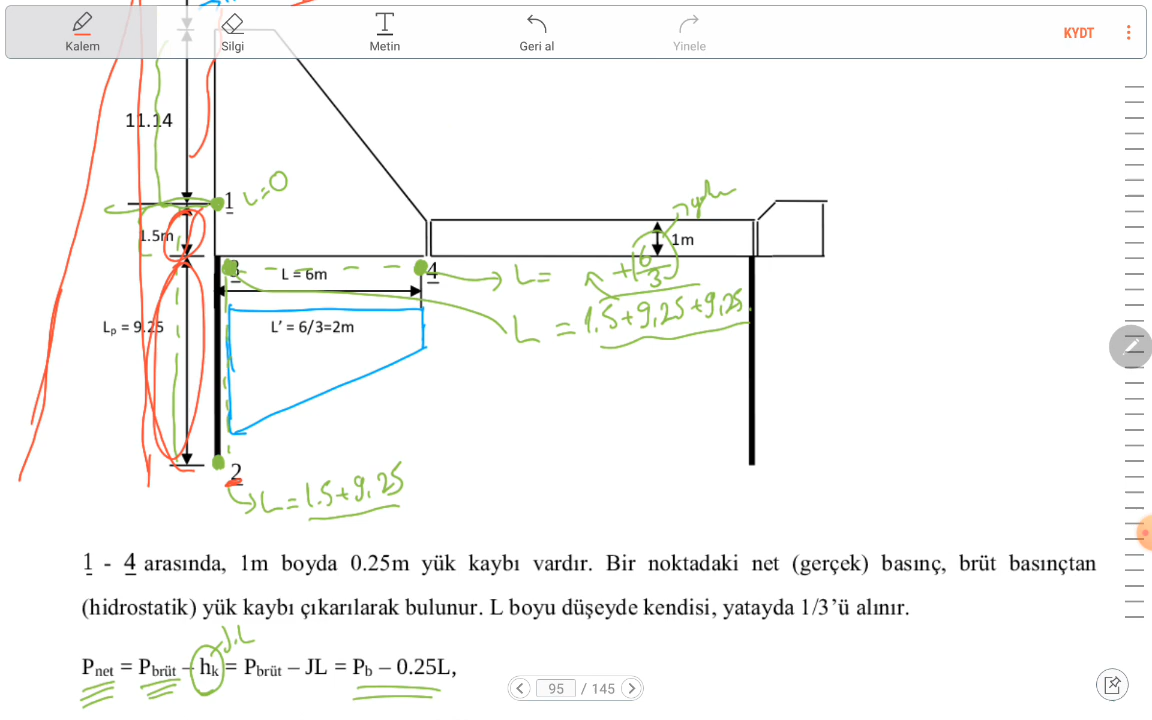 Kalem
Silgi
Metin
Geri al
Yinele
KYDT
11.14
1 L=0
1.5m
1m
3
L = 6m
4 → L= + 6/3
L = 1.5+9,25+9,25
Lp = 9.25
L' = 6/3=2m
2
L=1.5+9,25
1 - 4 arasında, 1m boyda 0.25m yük kaybı vardır. Bir noktadaki net (gerçek) basınç, brüt basınçtan
(hidrostatik) yük kaybı çıkarılarak bulunur. L boyu düşeyde kendisi, yatayda 1/3'ü alınır.
J.L
Pnet = Pbrüt – hk = Pbrüt – JL = Pb – 0.25L,
95 / 145